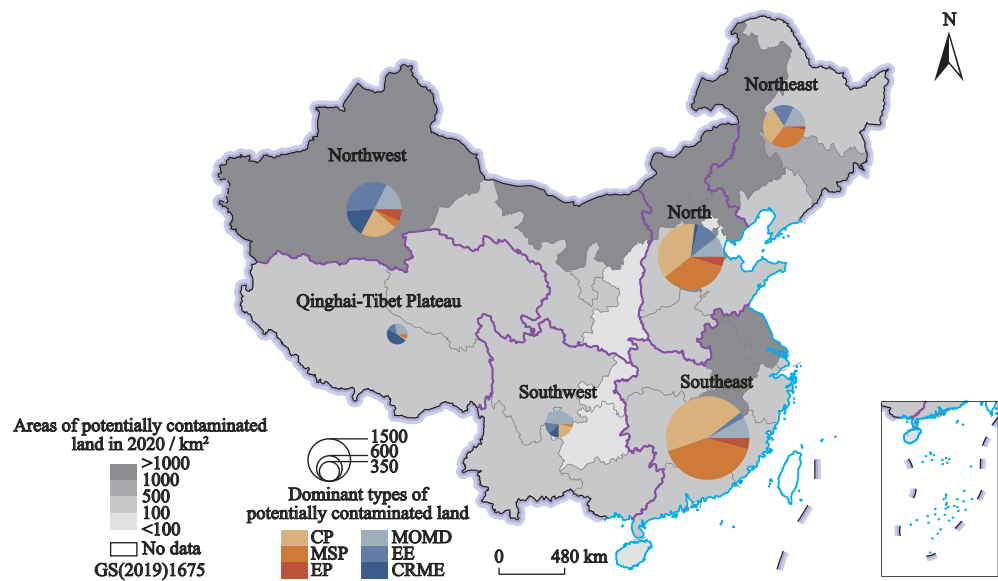 N
Northeast
Northwest
North
Qinghai-Tibet Plateau
Southwest
Southeast
Areas of potentially contaminated
land in 2020 / km²
>1000
1000
500
100
<100
No data
GS(2019)1675
1500
600
350
Dominant types of
potentially contaminated land
CP
MSP
EP
MOMD
EE
CRME
0 480 km